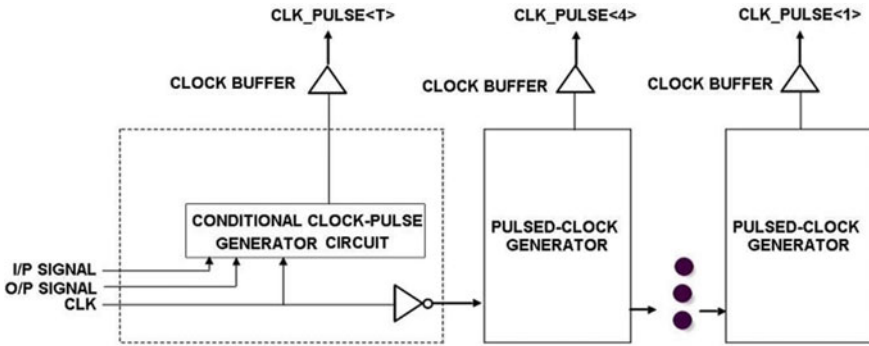 CLK_PULSE<T>
CLK_PULSE<4>
CLK_PULSE<1>
CLOCK BUFFER
CLOCK BUFFER
CLOCK BUFFER
CONDITIONAL CLOCK-PULSE
GENERATOR CIRCUIT
PULSED-CLOCK
GENERATOR
PULSED-CLOCK
GENERATOR
I/P SIGNAL
O/P SIGNAL
CLK